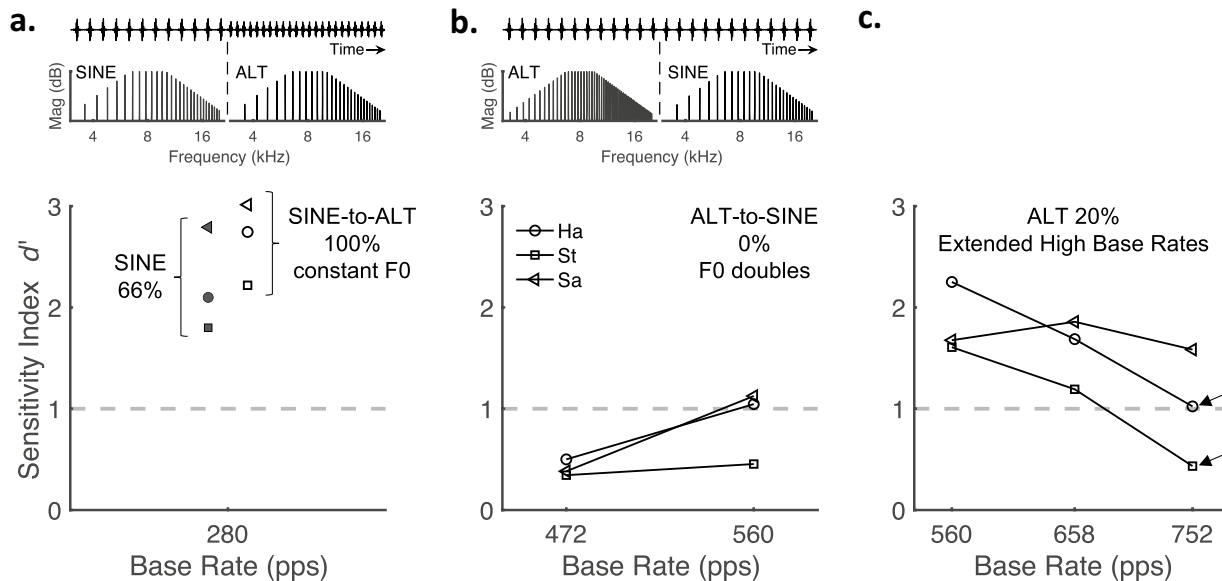 a.
Time
SINE
ALT
Mag (dB)
4
8
16
4
8
16
Frequency (kHz)
3
2
1
0
Sensitivity Index d'
SINE
66%
SINE-to-ALT
100%
constant F0
280
Base Rate (pps)
b.
Time
ALT
SINE
Mag (dB)
4
8
16
4
8
16
Frequency (kHz)
3
2
1
0
Ha
St
Sa
ALT-to-SINE
0%
F0 doubles
472
560
Base Rate (pps)
c.
3
2
1
0
ALT 20%
Extended High Base Rates
560
658
752
Base Rate (pps)